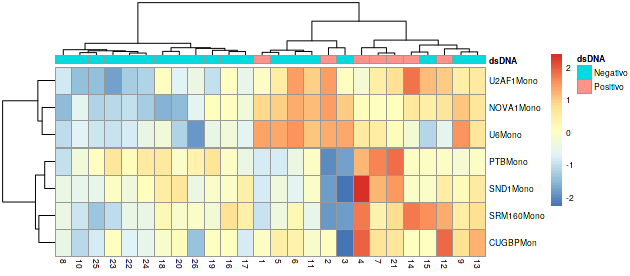 dsDNA
dsDNA
Negativo
Positivo
U2AF1Mono
NOVA1Mono
U6Mono
PTBMono
SND1Mono
SRM160Mono
CUGBPMon
2
1
0
-1
-2
8 10 25 23 22 24 18 20 26 19 16 17 1 5 6 11 2 3 4 7 21 14 15 12 9 13